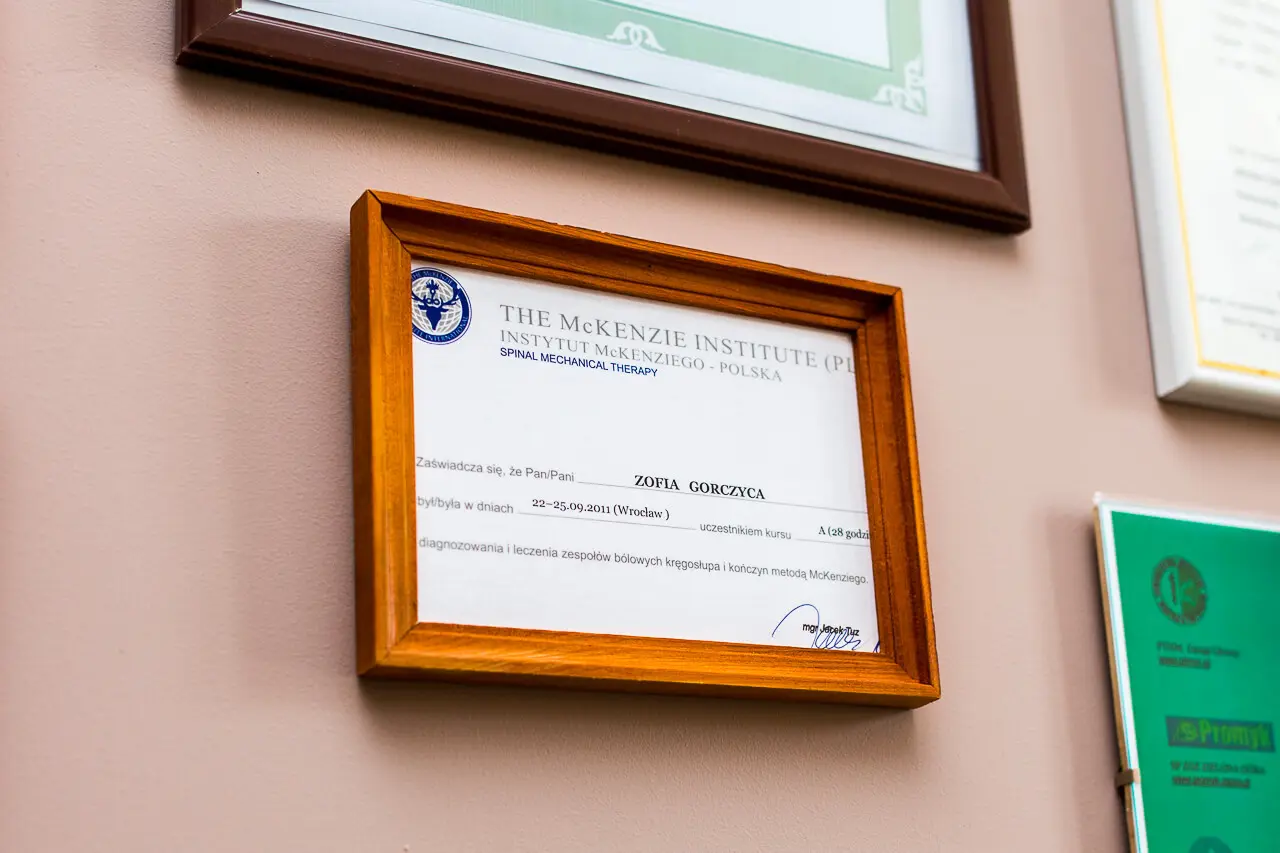 THE McKENZIE INSTITUTE (PL
INSTYTUT McKENZIEGO - POLSKA
SPINAL MECHANICAL THERAPY
Zaświadcza się, że Pan/Pani ZOFIA GORCZYCA
był/była w dniach 22–25.09.2011 (Wrocław ) uczestnikiem kursu A (28 godzi
diagnozowania i leczenia zespołów bólowych kręgosłupa i kończyn metodą McKenziego.
mgr Jacek Tuz
Promyk